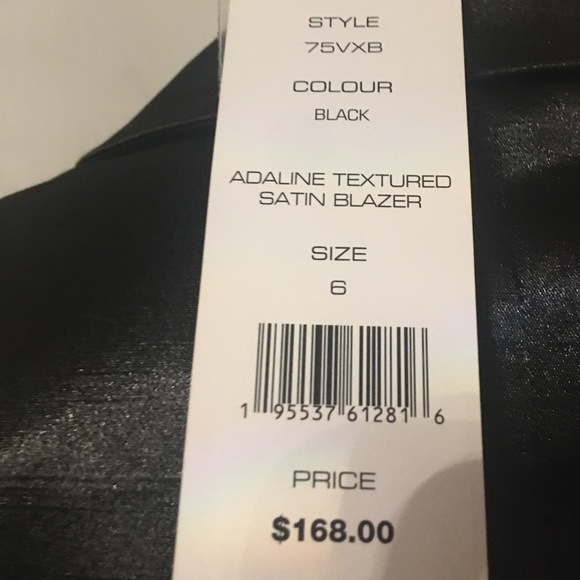 STYLE
75VXB
COLOUR
BLACK
ADALINE TEXTURED
SATIN BLAZER
SIZE
6
1 95537 61281 6
PRICE
$168.00